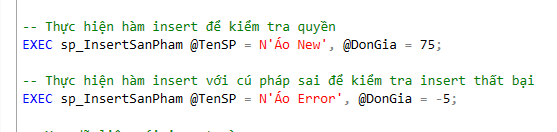 -- Thực hiện hàm insert để kiểm tra quyền
EXEC sp_InsertSanPham @TenSP = N'Áo New', @DonGia = 75;
-- Thực hiện hàm insert với cú pháp sai để kiểm tra insert thất bại
EXEC sp_InsertSanPham @TenSP = N'Áo Error', @DonGia = -5;